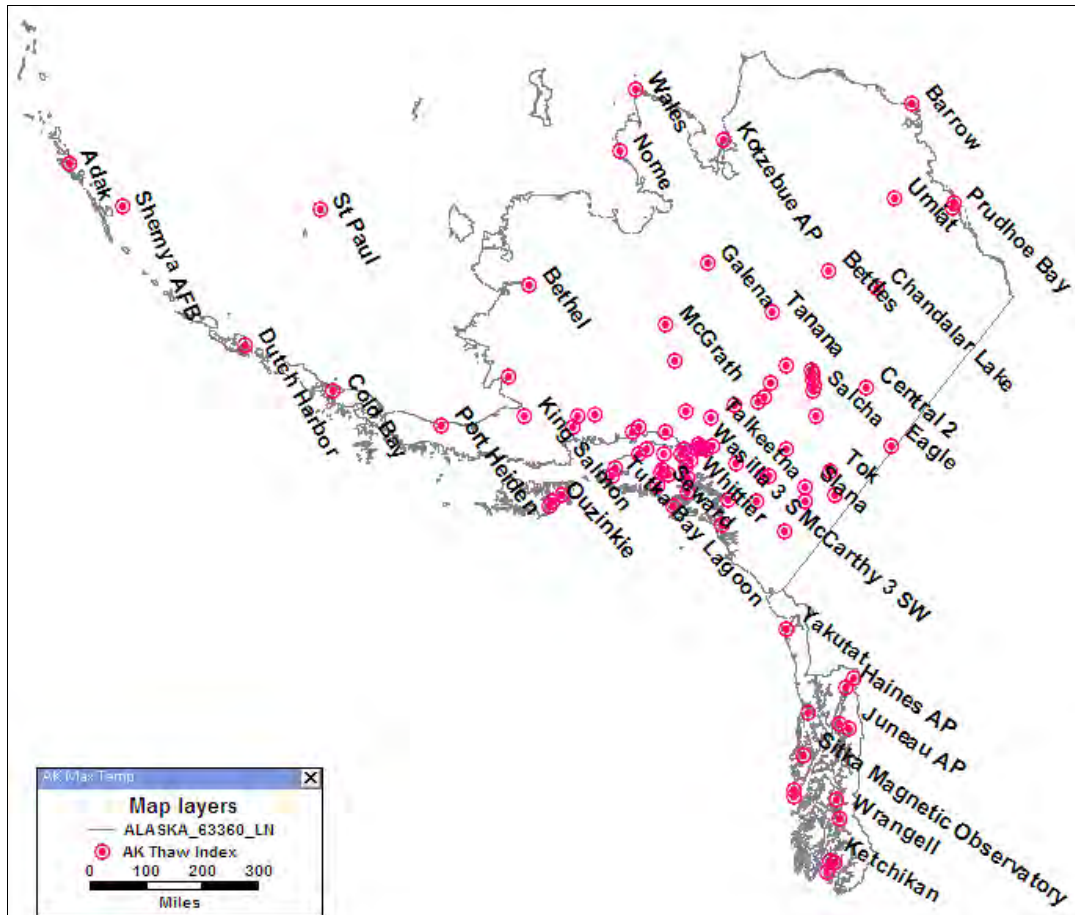 Wales
Barrow
Kotzebue AP
Nome
Adak
Shemya AFB
St Paul
Umiat
Prudhoe Bay
Bethel
Galena
Bettles
Chandalar Lake
Tanana
McGrath
Dutch Harbor
Cold Bay
Salcha
Central 2
Eagle
Port Heiden
King Salmon
Talkeetna
Wasilla 3 S
Tok
Slana
Whittier
Seward
Tutka Bay Lagoon
Ouzinkie
McCarthy 3 SW
Yakutat
Haines AP
Juneau AP
Sitka Magnetic Observatory
Wrangell
Ketchikan
AK Max Temp
Map layers
ALASKA_63360_LN
AK Thaw Index
0 100 200 300
Miles